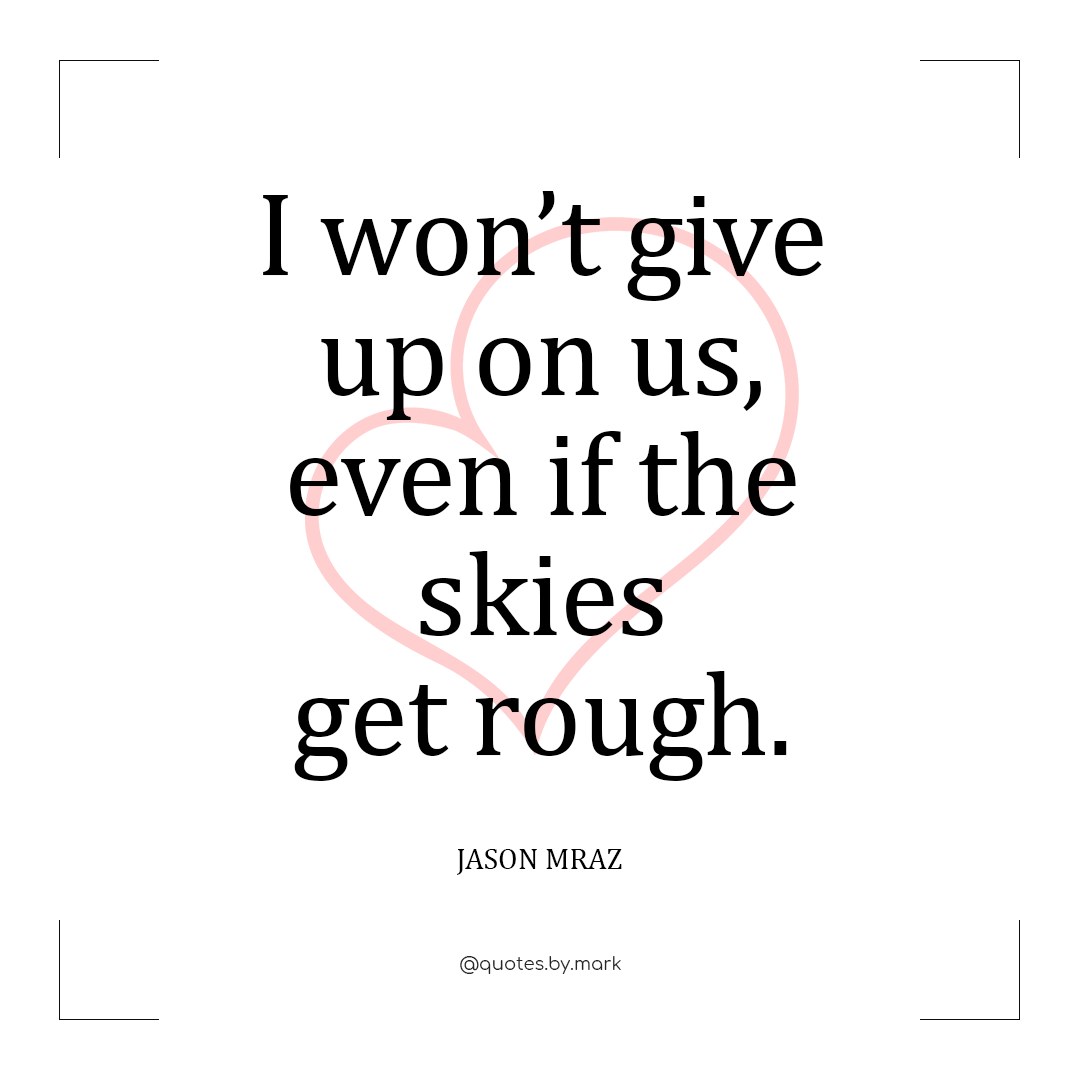 I won’t give
up on us,
even if the
skies
get rough.
JASON MRAZ
@quotes.by.mark